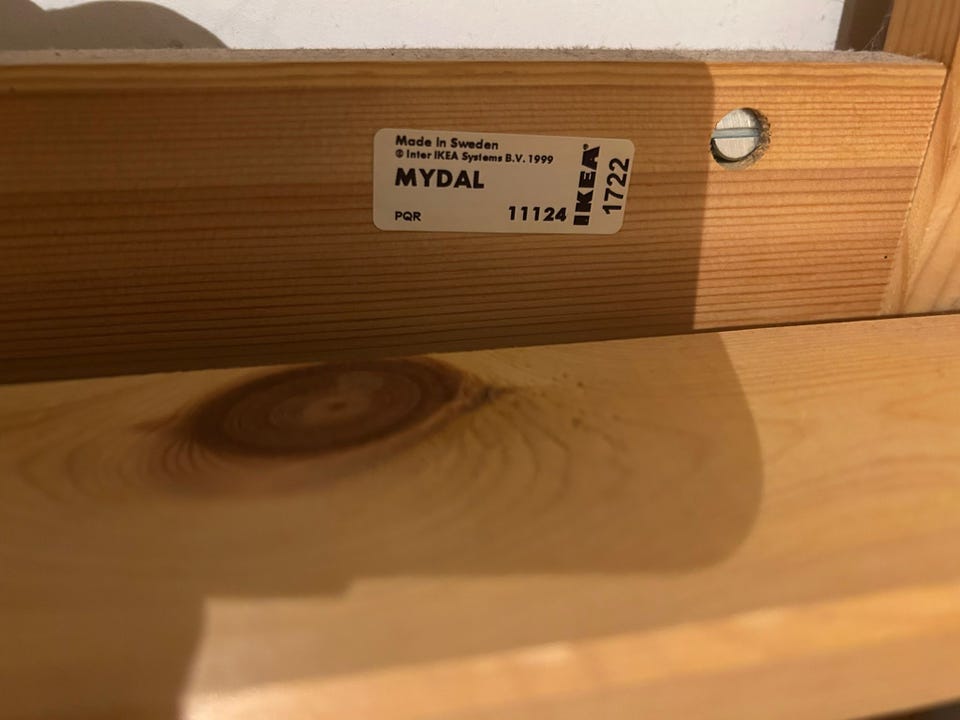 Made in Sweden
© Inter IKEA Systems B.V. 1999
MYDAL
PQR 11124
IKEA®
1722